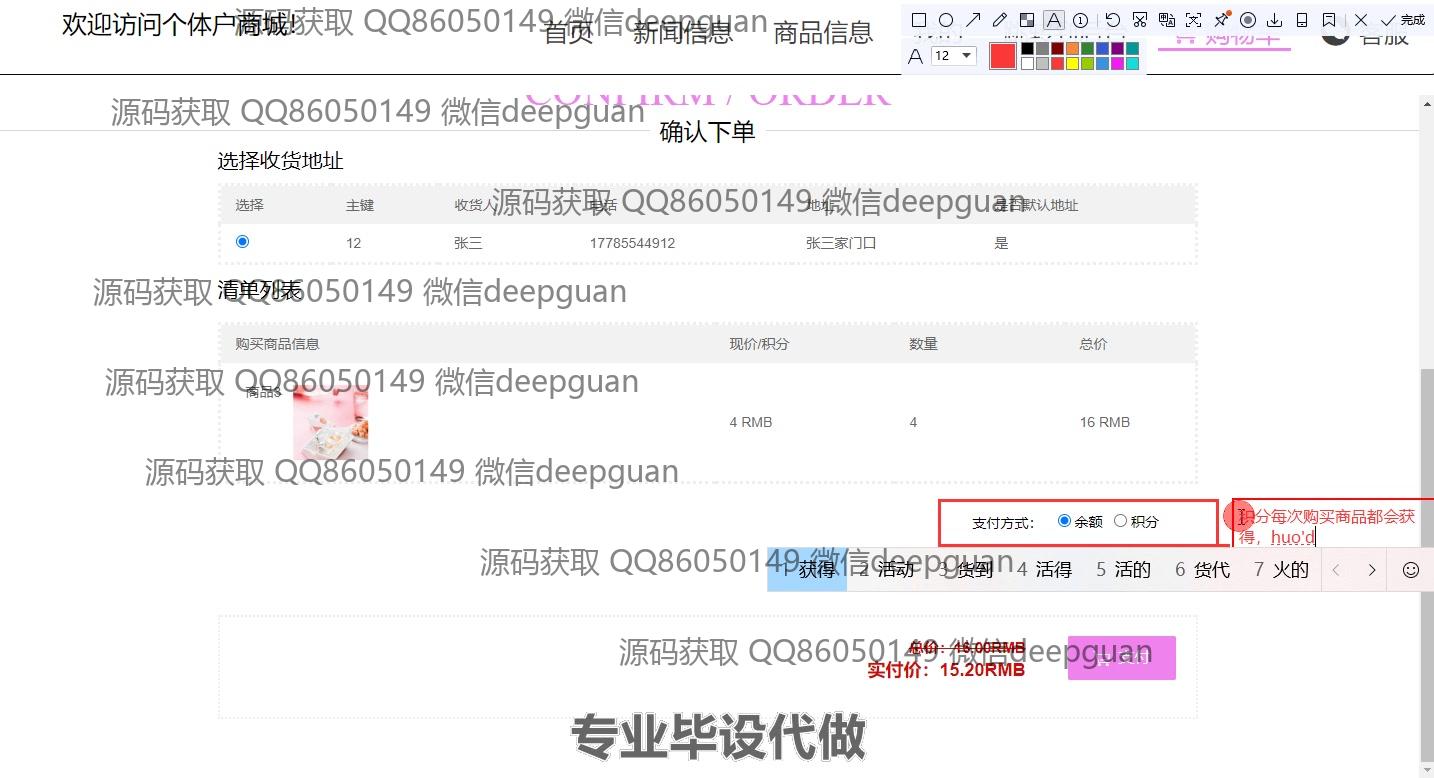 欢迎访问个体户商城!
源码获取 QQ86050149 微信deepguan
首页 新闻信息 商品信息
购物车 客服
完成
A 12
CONFIRM / ORDER
源码获取 QQ86050149 微信deepguan
确认下单
选择收货地址
源码获取 QQ86050149 微信deepguan
选择 主键 收货人 电话 地址 是否默认地址
12 张三 17785544912 张三家门口 是
源码获取 QQ86050149 微信deepguan
清单列表
购买商品信息 现价/积分 数量 总价
源码获取 QQ86050149 微信deepguan
商品3
4 RMB 4 16 RMB
源码获取 QQ86050149 微信deepguan
支付方式： 余额 积分
积分每次购买商品都会获
得，huo'd
源码获取 QQ86050149 微信deepguan
获得 2 活动 3 货到 4 活得 5 活的 6 货代 7 火的
源码获取 QQ86050149 微信deepguan
总价：16.00RMB
实付价：15.20RMB
支付
专业毕设代做